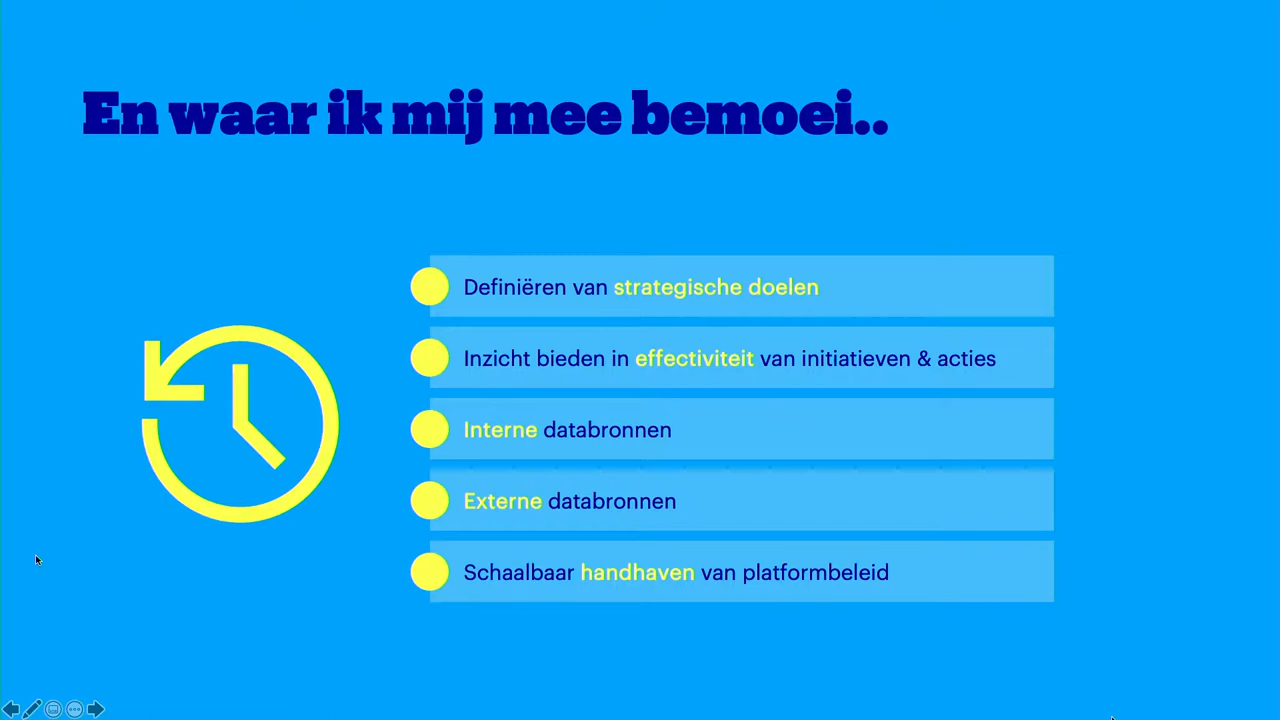 En waar ik mij mee bemoei..
Definiëren van strategische doelen
Inzicht bieden in effectiviteit van initiatieven & acties
Interne databronnen
Externe databronnen
Schaalbaar handhaven van platformbeleid